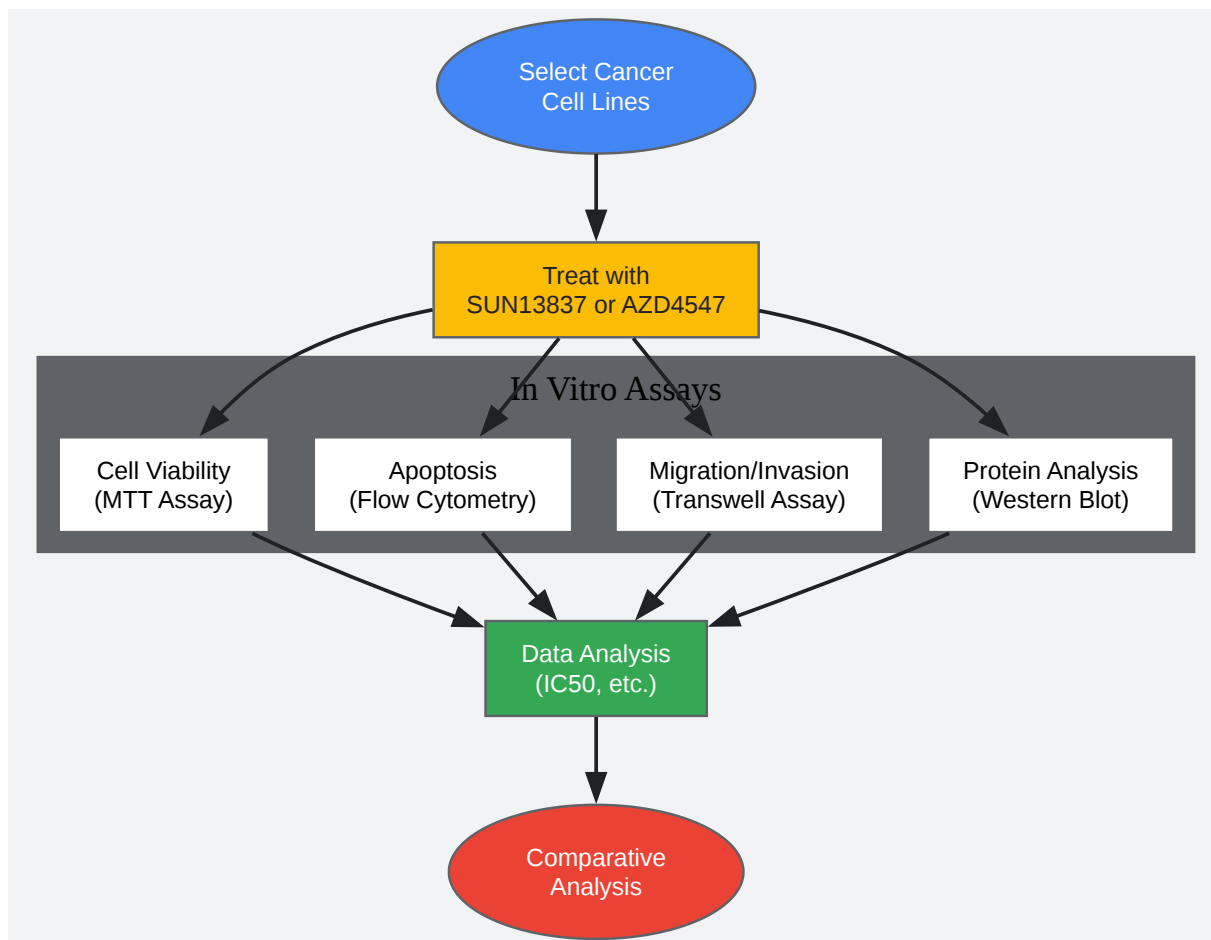 Select Cancer
Cell Lines
Treat with
SUN13837 or AZD4547
In Vitro Assays
Cell Viability
(MTT Assay)
Apoptosis
(Flow Cytometry)
Migration/Invasion
(Transwell Assay)
Protein Analysis
(Western Blot)
Data Analysis
(IC50, etc.)
Comparative
Analysis